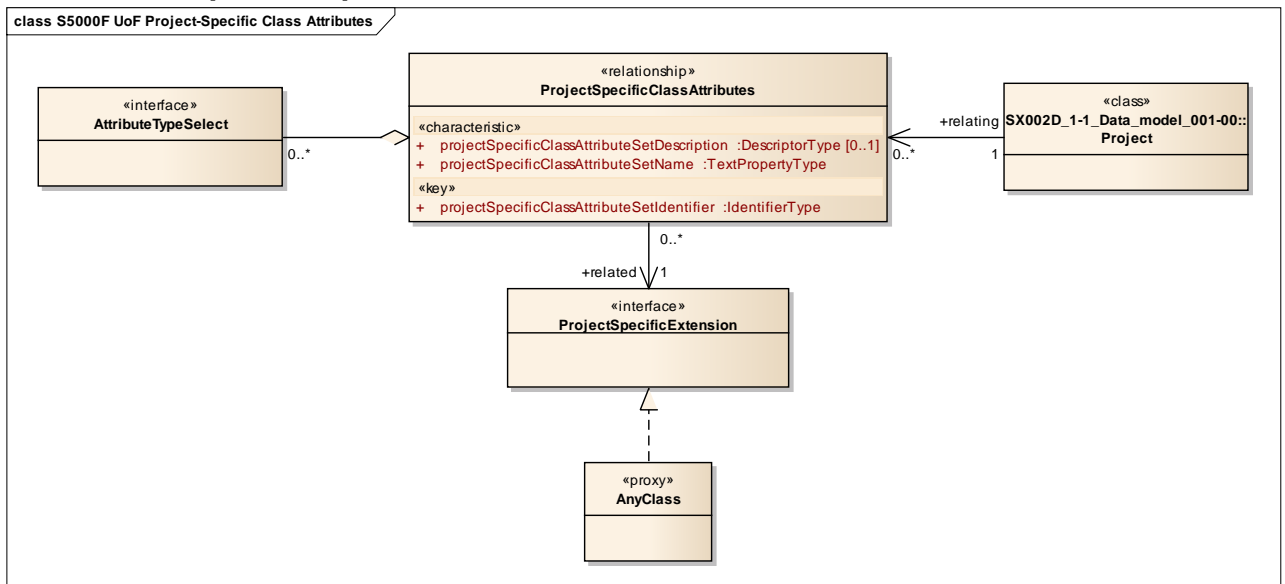 class S5000F UoF Project-Specific Class Attributes
«relationship»
ProjectSpecificClassAttributes
«characteristic»
+ projectSpecificClassAttributeSetDescription :DescriptorType [0..1]
+ projectSpecificClassAttributeSetName :TextPropertyType
«key»
+ projectSpecificClassAttributeSetIdentifier :IdentifierType
«interface»
AttributeTypeSelect
0..*
«class»
SX002D_1-1_Data_model_001-00::
Project
+relating
0..*
1
0..*
+related
1
«interface»
ProjectSpecificExtension
«proxy»
AnyClass